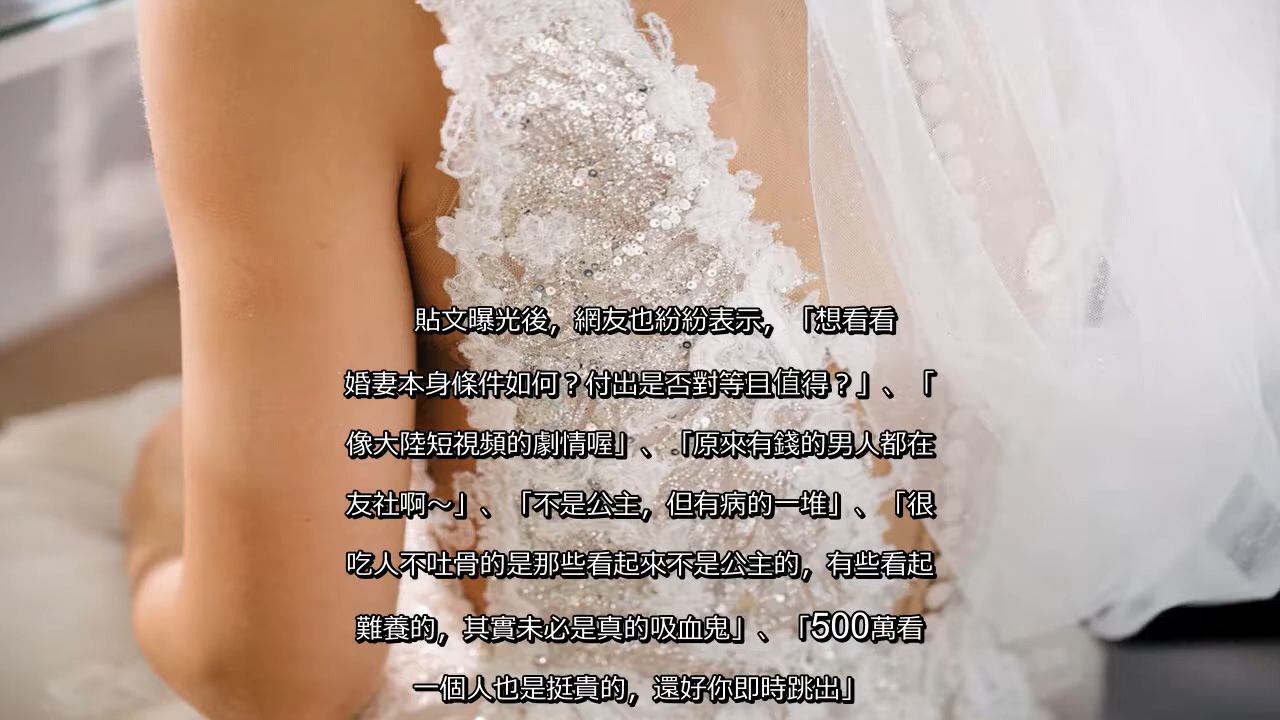 貼文曝光後，網友也紛紛表示，「想看看
婚妻本身條件如何？付出是否對等且值得？」、「
像大陸短視頻的劇情喔」、「原來有錢的男人都在
友社啊～」、「不是公主，但有病的一堆」、「很
吃人不吐骨的是那些看起來不是公主的，有些看起
難養的，其實未必是真的吸血鬼」、「500萬看
一個人也是挺貴的，還好你即時跳出」